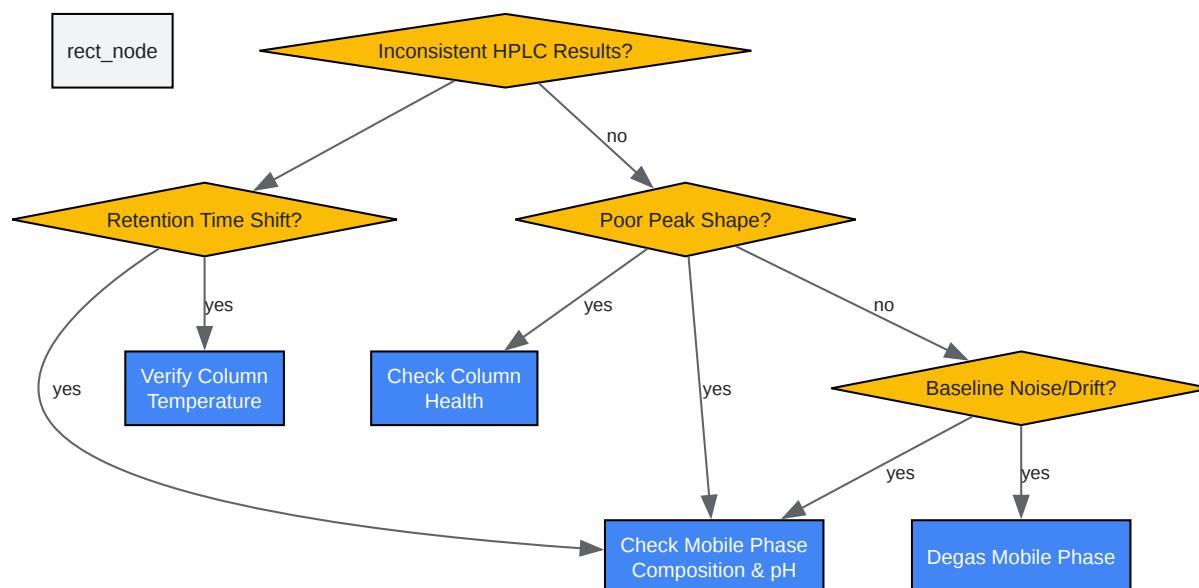 rect_node
Inconsistent HPLC Results?
no
Retention Time Shift?
Poor Peak Shape?
yes
yes
no
Verify Column
Temperature
Check Column
Health
yes
yes
Baseline Noise/Drift?
yes
yes
Check Mobile Phase
Composition & pH
Degas Mobile Phase